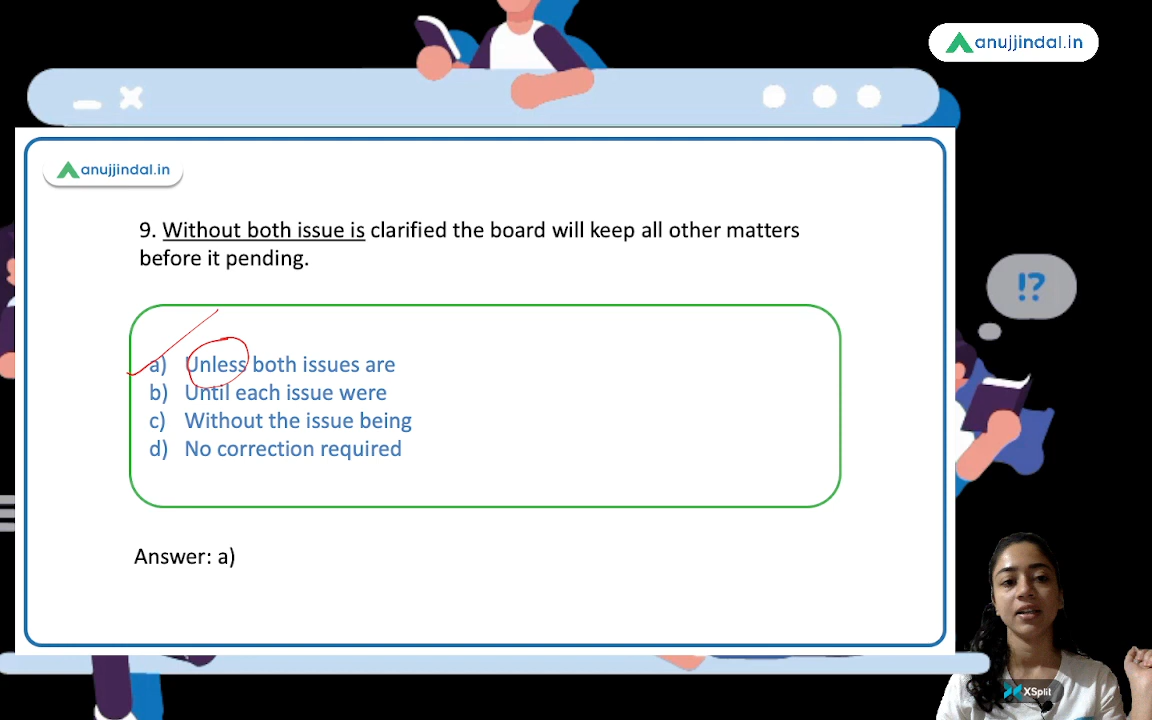 anujjindal.in
anujjindal.in
9. Without both issue is clarified the board will keep all other matters
before it pending.
!?
a) Unless both issues are
b) Until each issue were
c) Without the issue being
d) No correction required
Answer: a)
XSplit